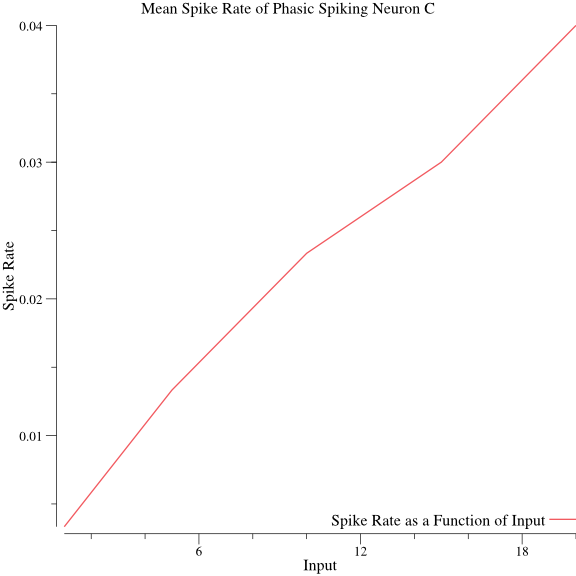 Mean Spike Rate of Phasic Spiking Neuron C
0.04
0.03
0.02
0.01
Spike Rate
Spike Rate as a Function of Input
6 12 18
Input